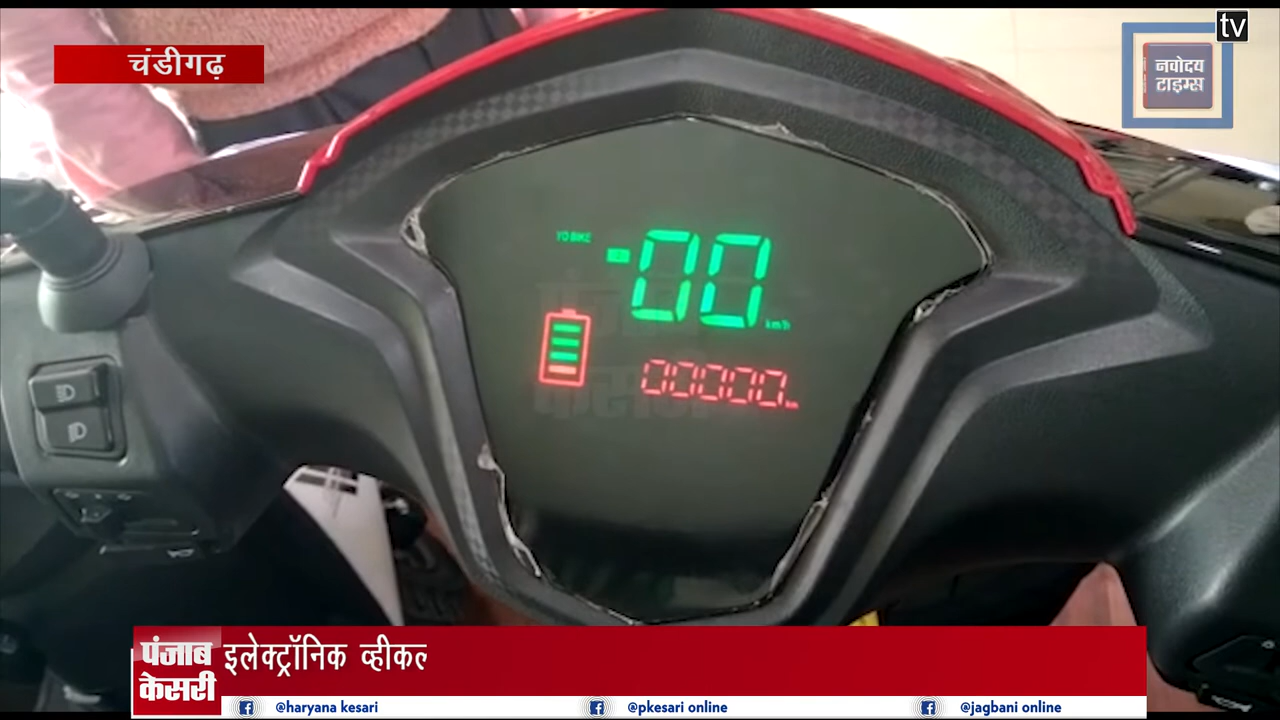 tv
चंडीगढ़
नवोदय
टाइम्स
YO BIKE
00
km/h
00000
km
पंजाब
केसरी
इलेक्ट्रॉनिक व्हीकल
@haryana kesari
@pkesari online
@jagbani online